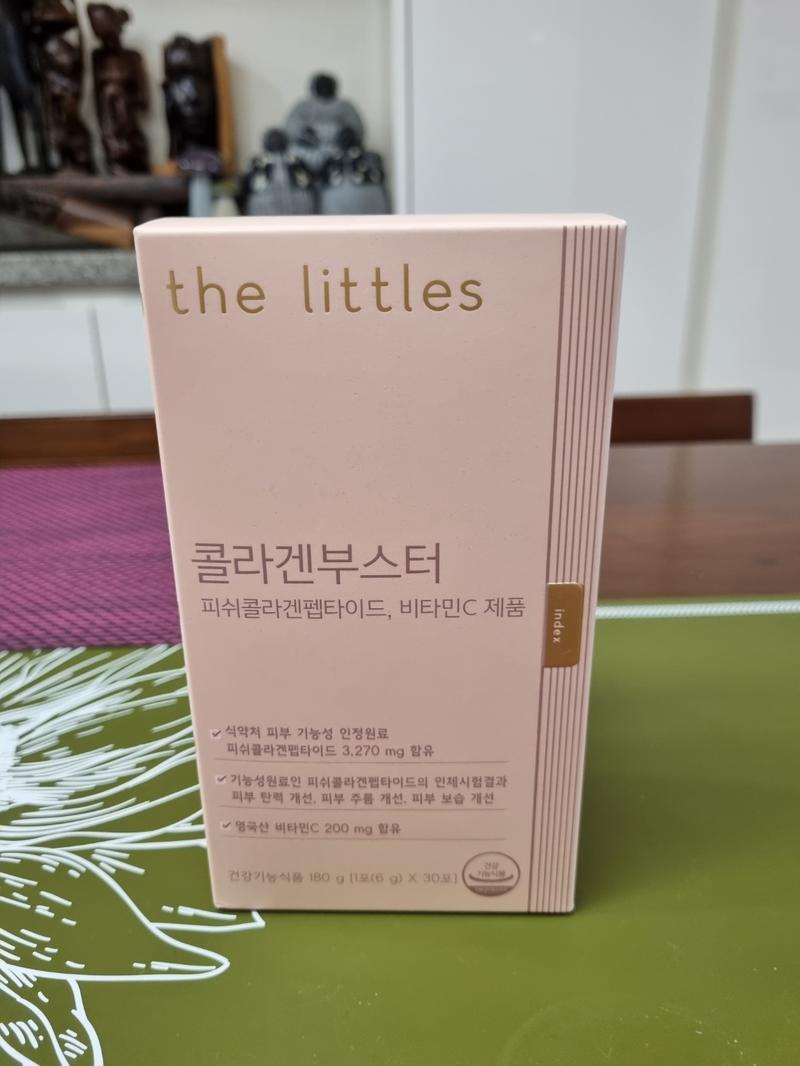 the littles
콜라겐부스터
피쉬콜라겐펩타이드, 비타민C 제품
index
식약처 피부 기능성 인정원료
피쉬콜라겐펩타이드 3,270 mg 함유
기능성원료인 피쉬콜라겐펩타이드의 인체시험결과
피부 탄력 개선, 피부 주름 개선, 피부 보습 개선
영국산 비타민C 200 mg 함유
건강기능식품 180 g [1포(6 g) X 30포]
건강
기능식품